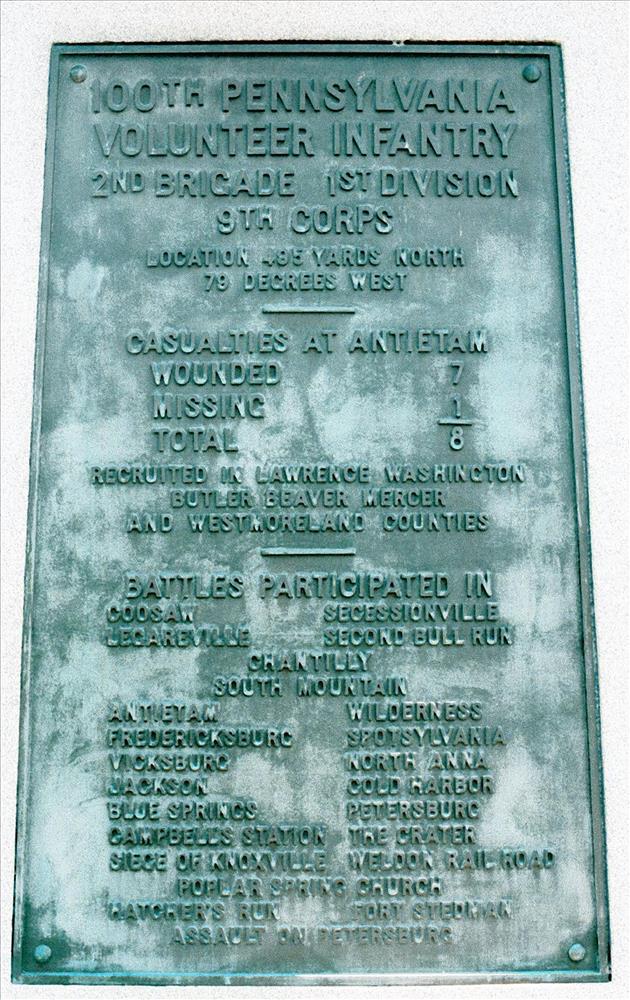 100TH PENNSYLVANIA
VOLUNTEER INFANTRY
2ND BRIGADE 1ST DIVISION
9TH CORPS
LOCATION 495 YARDS NORTH
79 DEGREES WEST
CASUALTIES AT ANTIETAM
WOUNDED 7
MISSING 1
TOTAL 8
RECRUITED IN LAWRENCE WASHINGTON
BUTLER BEAVER MERCER
AND WESTMORELAND COUNTIES
BATTLES PARTICIPATED IN
COOSAW SECESSIONVILLE
LEGAREVILLE SECOND BULL RUN
CHANTILLY
SOUTH MOUNTAIN
ANTIETAM WILDERNESS
FREDERICKSBURG SPOTSYLVANIA
VICKSBURG NORTH ANNA
JACKSON COLD HARBOR
BLUE SPRINGS PETERSBURG
CAMPBELLS STATION THE CRATER
SIEGE OF KNOXVILLE WELDON RAIL ROAD
POPLAR SPRING CHURCH
HATCHER'S RUN FORT STEDMAN
ASSAULT ON PETERSBURG